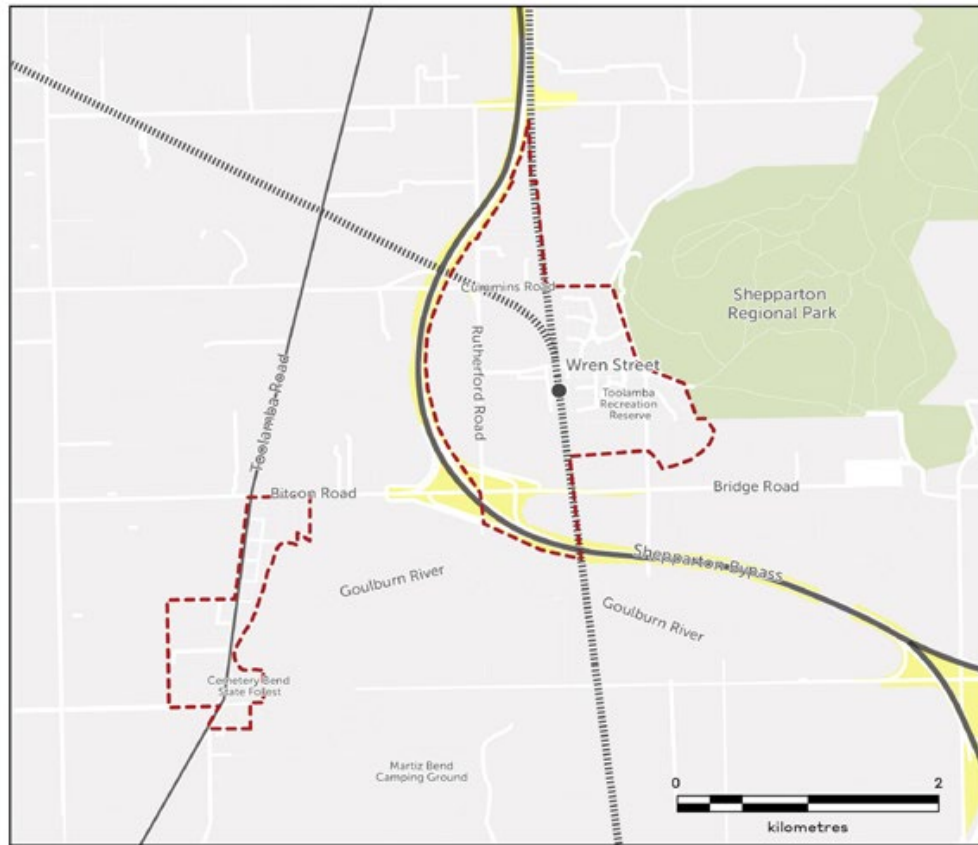 Cummins Road
Shepparton
Regional Park
Rutherford Road
Wren Street
Toolamba
Recreation
Reserve
Toolamba Road
Bitcon Road
Bridge Road
Shepparton Bypass
Goulburn River
Goulburn River
Cemetery Bend
State Forest
Martiz Bend
Camping Ground
0
2
kilometres